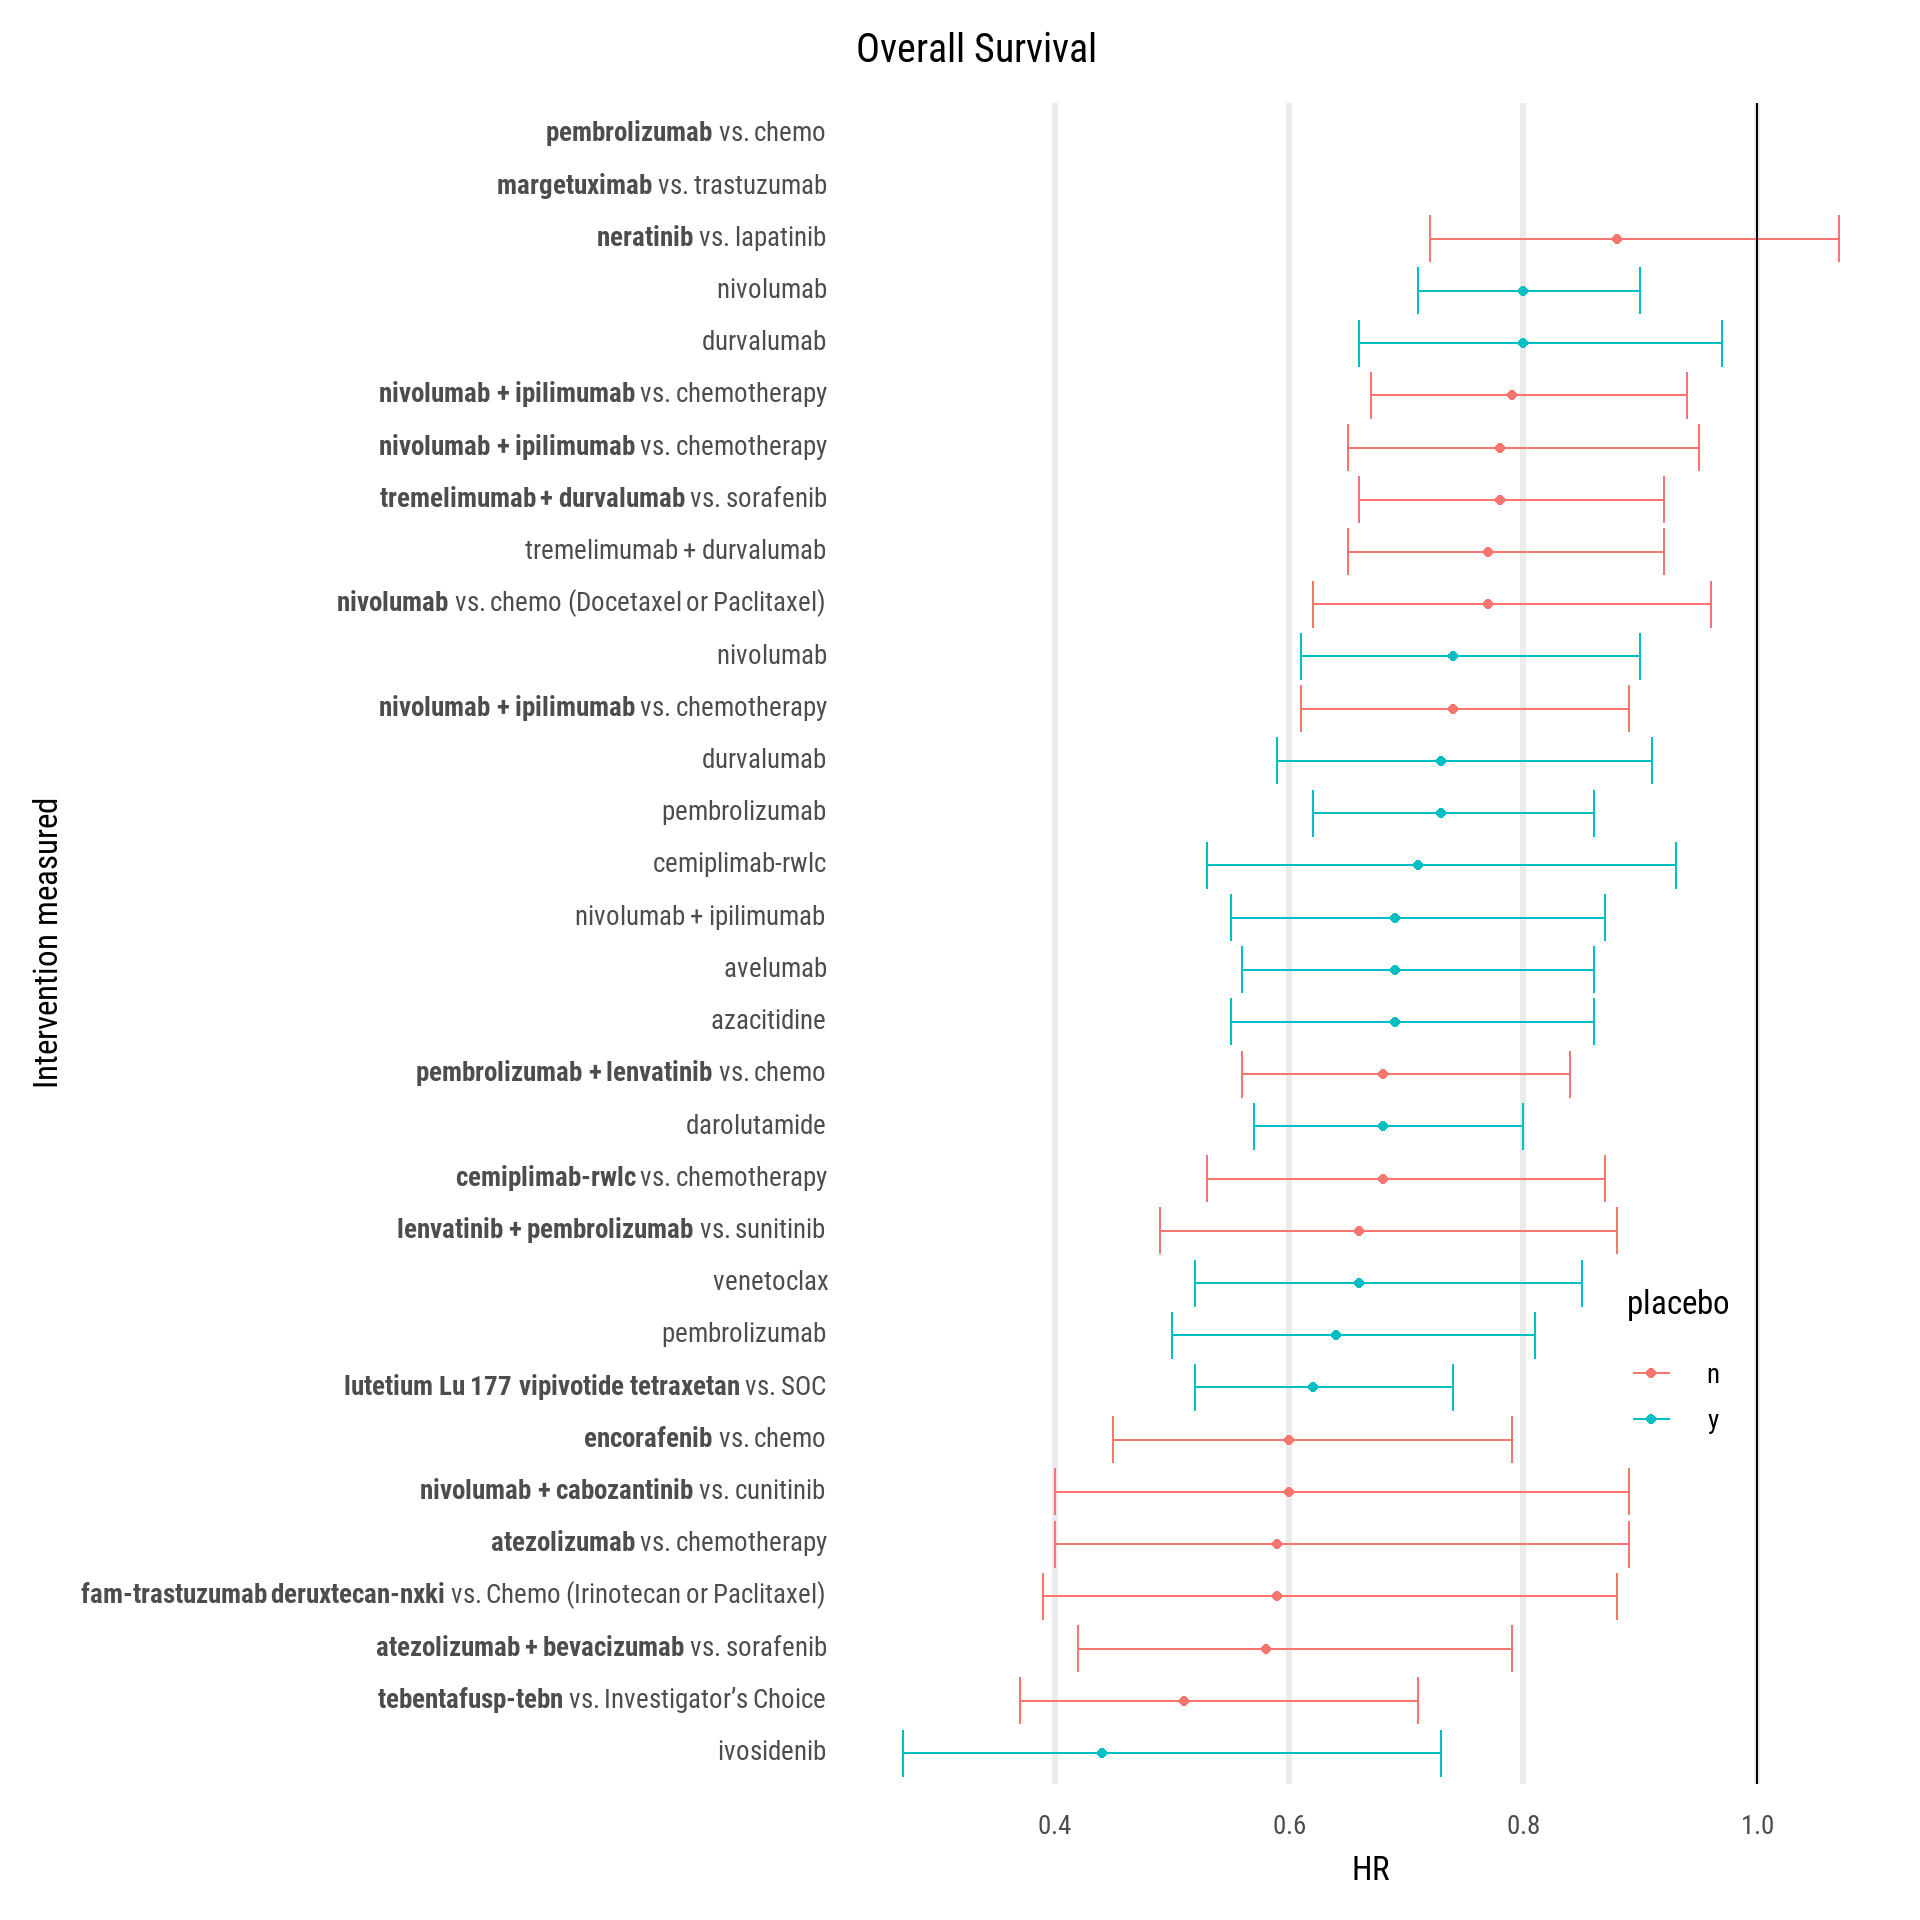 Overall Survival
pembrolizumab vs. chemo
margetuximab vs. trastuzumab
neratinib vs. lapatinib
nivolumab
durvalumab
nivolumab + ipilimumab vs. chemotherapy
nivolumab + ipilimumab vs. chemotherapy
tremelimumab + durvalumab vs. sorafenib
tremelimumab + durvalumab
nivolumab vs. chemo (Docetaxel or Paclitaxel)
nivolumab
nivolumab + ipilimumab vs. chemotherapy
durvalumab
pembrolizumab
cemiplimab-rwlc
nivolumab + ipilimumab
avelumab
azacitidine
pembrolizumab + lenvatinib vs. chemo
darolutamide
cemiplimab-rwlc vs. chemotherapy
lenvatinib + pembrolizumab vs. sunitinib
venetoclax
pembrolizumab
lutetium Lu 177 vipivotide tetraxetan vs. SOC
encorafenib vs. chemo
nivolumab + cabozantinib vs. cunitinib
atezolizumab vs. chemotherapy
fam-trastuzumab deruxtecan-nxki vs. Chemo (Irinotecan or Paclitaxel)
atezolizumab + bevacizumab vs. sorafenib
tebentafusp-tebn vs. Investigator’s Choice
ivosidenib
Intervention measured
placebo
n
y
0.4 0.6 0.8 1.0
HR